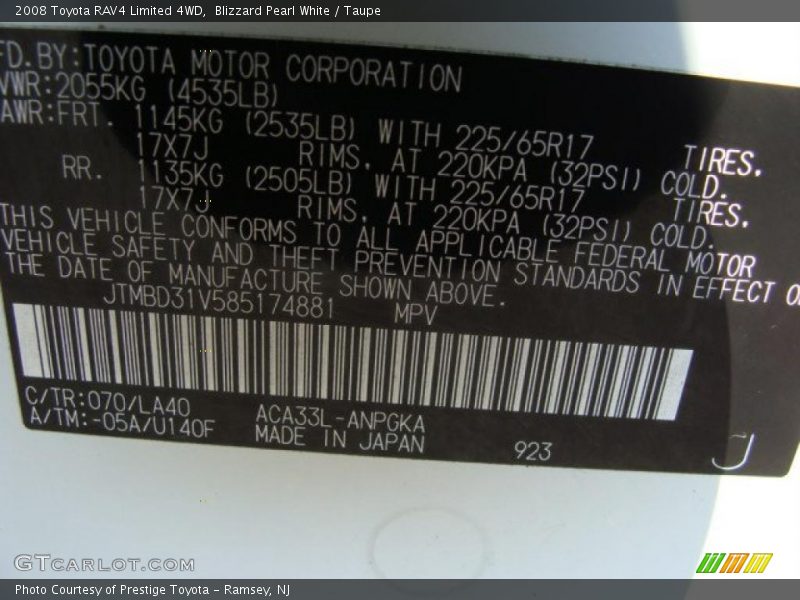 2008 Toyota RAV4 Limited 4WD,  Blizzard Pearl White / Taupe
FD.BY:TOYOTA MOTOR CORPORATION
VWR:2055KG (4535LB)
AWR:FRT. 1145KG (2535LB) WITH 225/65R17 TIRES.
17X7J RIMS, AT 220KPA (32PSI) COLD.
RR. 1135KG (2505LB) WITH 225/65R17 TIRES.
17X7J RIMS, AT 220KPA (32PSI) COLD.
THIS VEHICLE CONFORMS TO ALL APPLICABLE FEDERAL MOTOR
VEHICLE SAFETY AND THEFT PREVENTION STANDARDS IN EFFECT O
THE DATE OF MANUFACTURE SHOWN ABOVE.
JTMBD31V585174881 MPV
C/TR:070/LA40 ACA33L-ANPGKA
A/TM:-05A/U140F MADE IN JAPAN 923 J
GTCARLOT.COM
Photo Courtesy of Prestige Toyota - Ramsey, NJ